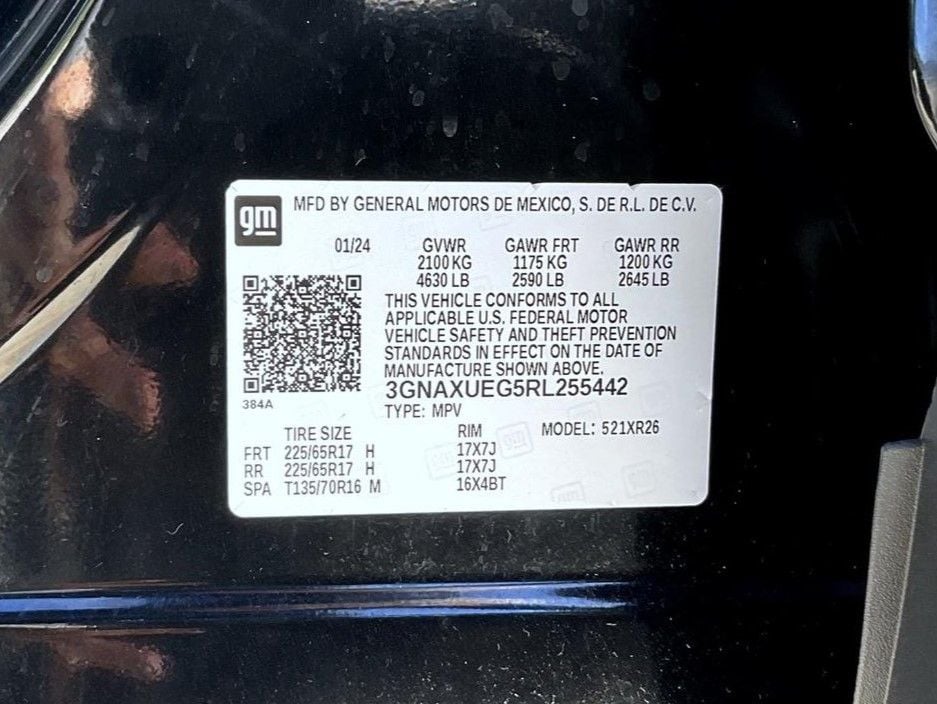 gm MFD BY GENERAL MOTORS DE MEXICO, S. DE R.L. DE C.V.
01/24 GVWR GAWR FRT GAWR RR
2100 KG 1175 KG 1200 KG
4630 LB 2590 LB 2645 LB
THIS VEHICLE CONFORMS TO ALL
APPLICABLE U.S. FEDERAL MOTOR
VEHICLE SAFETY AND THEFT PREVENTION
STANDARDS IN EFFECT ON THE DATE OF
MANUFACTURE SHOWN ABOVE.
3GNAXUEG5RL255442
384A
TYPE: MPV
TIRE SIZE RIM MODEL: 521XR26
FRT 225/65R17 H 17X7J
RR 225/65R17 H 17X7J
SPA T135/70R16 M 16X4BT